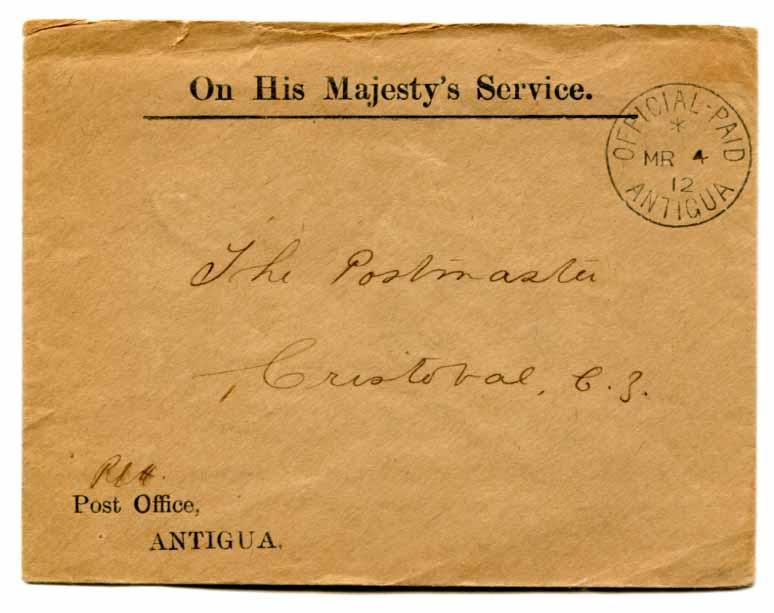 On His Majesty's Service.
OFFICIAL-PAID
*
MR 4
12
ANTIGUA
The Postmaster
Cristobal, C.Z.
Post Office,
ANTIGUA.